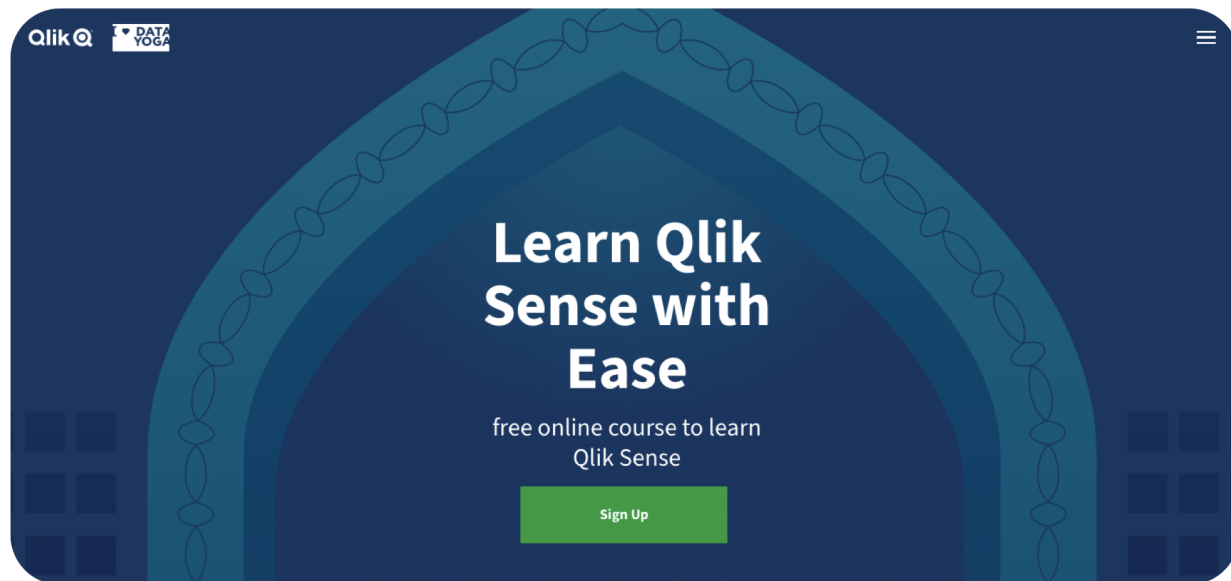 Qlik
I ♥ DATA
YOGA
Learn Qlik
Sense with
Ease
free online course to learn
Qlik Sense
Sign Up